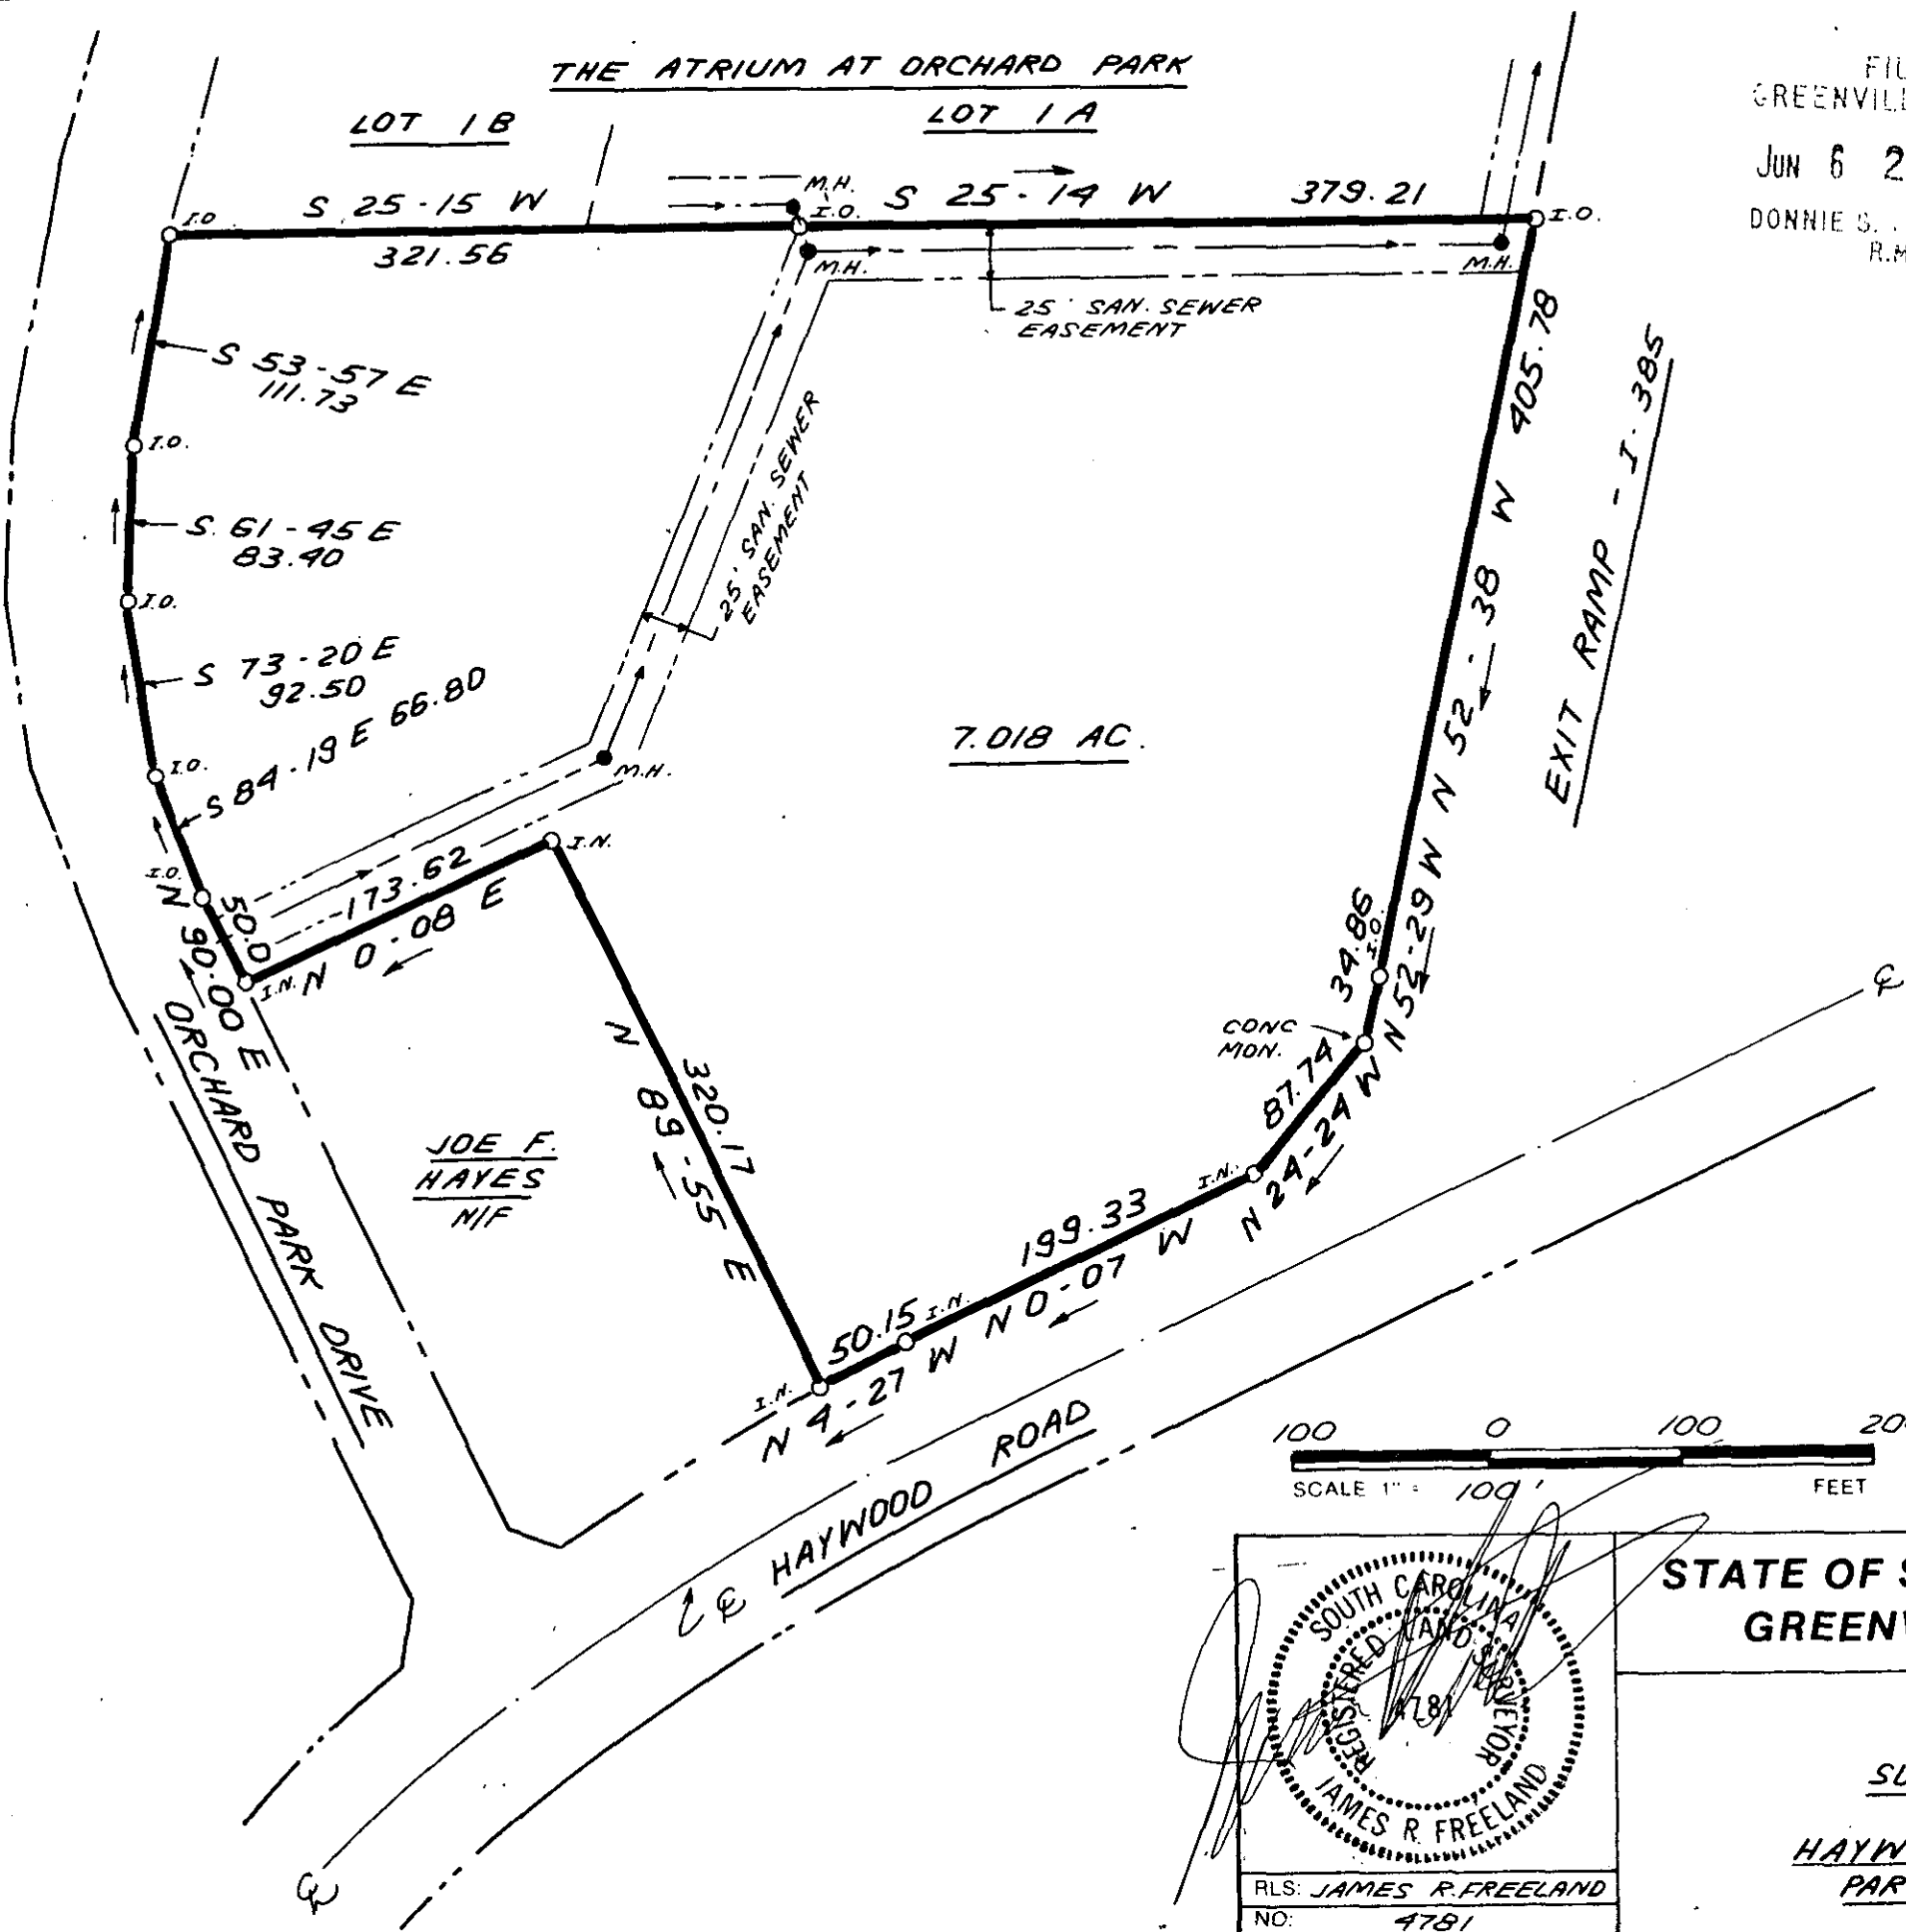 THE ATRIUM AT ORCHARD PARK
LOT 1 B
LOT 1 A
GREENVILL
JUN 6 2
DONNIE S.
R.M
S 25-15 W
321.56
M.H.
I.O.
S 25-14 W
379.21
I.O.
I.O
M.H.
M.H.
25' SAN. SEWER
EASEMENT
S 53-57 E
111.73
I.O.
S. 61-45 E
83.40
I.O.
S 73-20 E
92.50
I.O.
S 84-19 E 66.80
I.O.
25' SAN. SEWER
EASEMENT
M.H.
N 52-38 W 405.78
EXIT RAMP - I-385
7.018 AC.
173.62
N 0-08 E
I.N.
I.N.
50.0
N 90.00 E
ORCHARD PARK DRIVE
320.17
N 89-55 E
JOE F.
HAYES
N/F
34.86
I.O.
N 52-29 W
CONC
MON.
87.74
N 24-24 W
I.N.
199.33
N 0-07 W
I.N.
50.15
N 4-27 W
I.N.
HAYWOOD ROAD
100 0 100 20
SCALE 1" = 100' FEET
SOUTH CAROLINA
REGISTERED LAND SURVEYOR
4781
JAMES R. FREELAND
RLS: JAMES R. FREELAND
NO: 4781
STATE OF S
GREENV
SU
HAYW
PAR